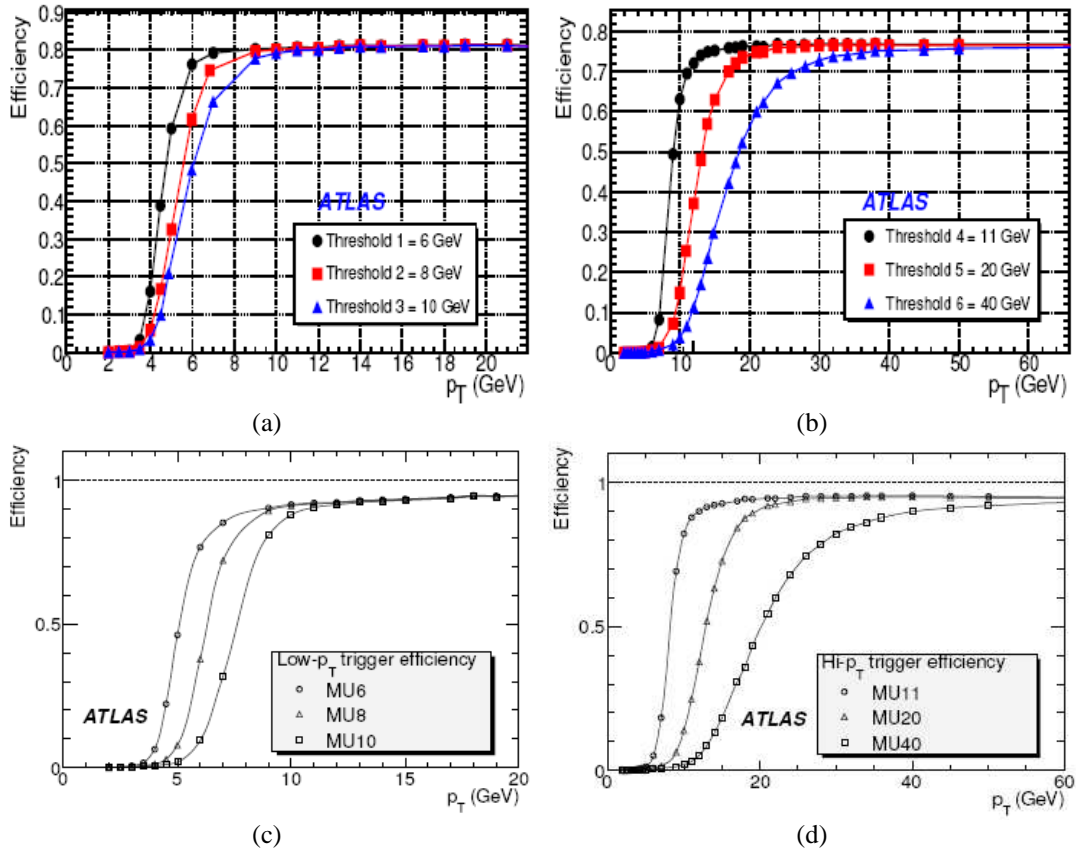 0.9
0.8
0.7
0.6
0.5
0.4
0.3
0.2
0.1
0
Efficiency
ATLAS
Threshold 1 = 6 GeV
Threshold 2 = 8 GeV
Threshold 3 = 10 GeV
0 2 4 6 8 10 12 14 16 18 20
pT (GeV)
(a)
0.8
0.7
0.6
0.5
0.4
0.3
0.2
0.1
0
Efficiency
ATLAS
Threshold 4 = 11 GeV
Threshold 5 = 20 GeV
Threshold 6 = 40 GeV
0 10 20 30 40 50 60
pT (GeV)
(b)
1
0.5
0
Efficiency
ATLAS
Low-pT trigger efficiency
MU6
MU8
MU10
0 5 10 15 20
pT (GeV)
(c)
1
0.5
0
Efficiency
ATLAS
Hi-pT trigger efficiency
MU11
MU20
MU40
0 20 40 60
pT (GeV)
(d)